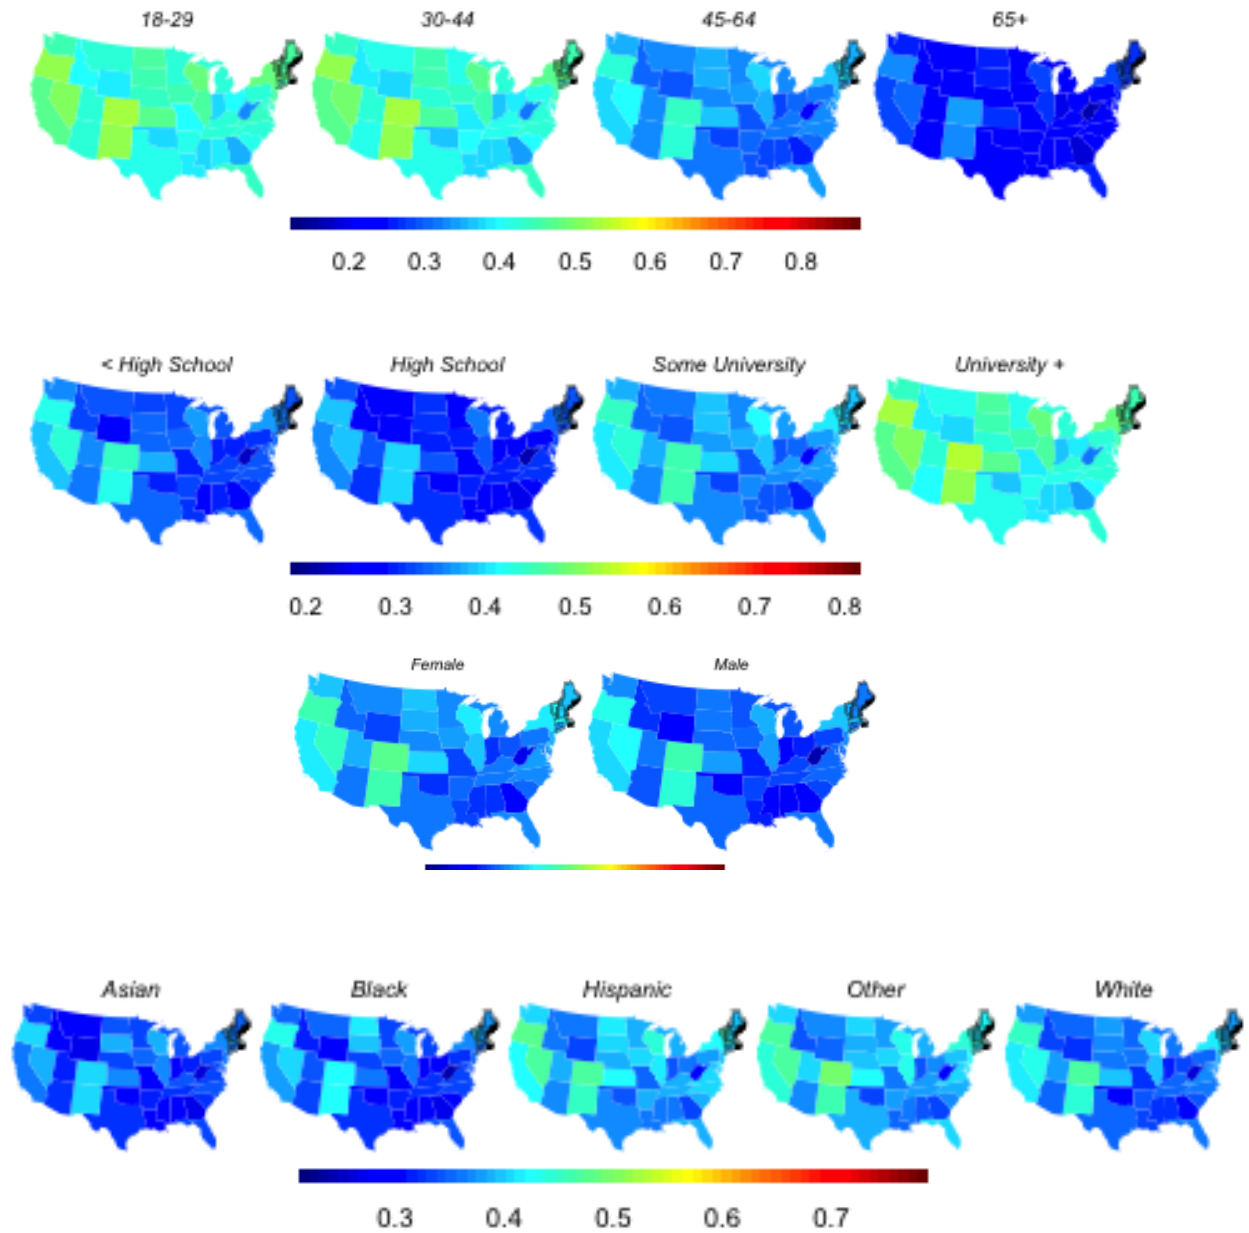 18-29 30-44 45-64 65+
0.2 0.3 0.4 0.5 0.6 0.7 0.8
< High School High School Some University University +
0.2 0.3 0.4 0.5 0.6 0.7 0.8
Female Male
Asian Black Hispanic Other White
0.3 0.4 0.5 0.6 0.7